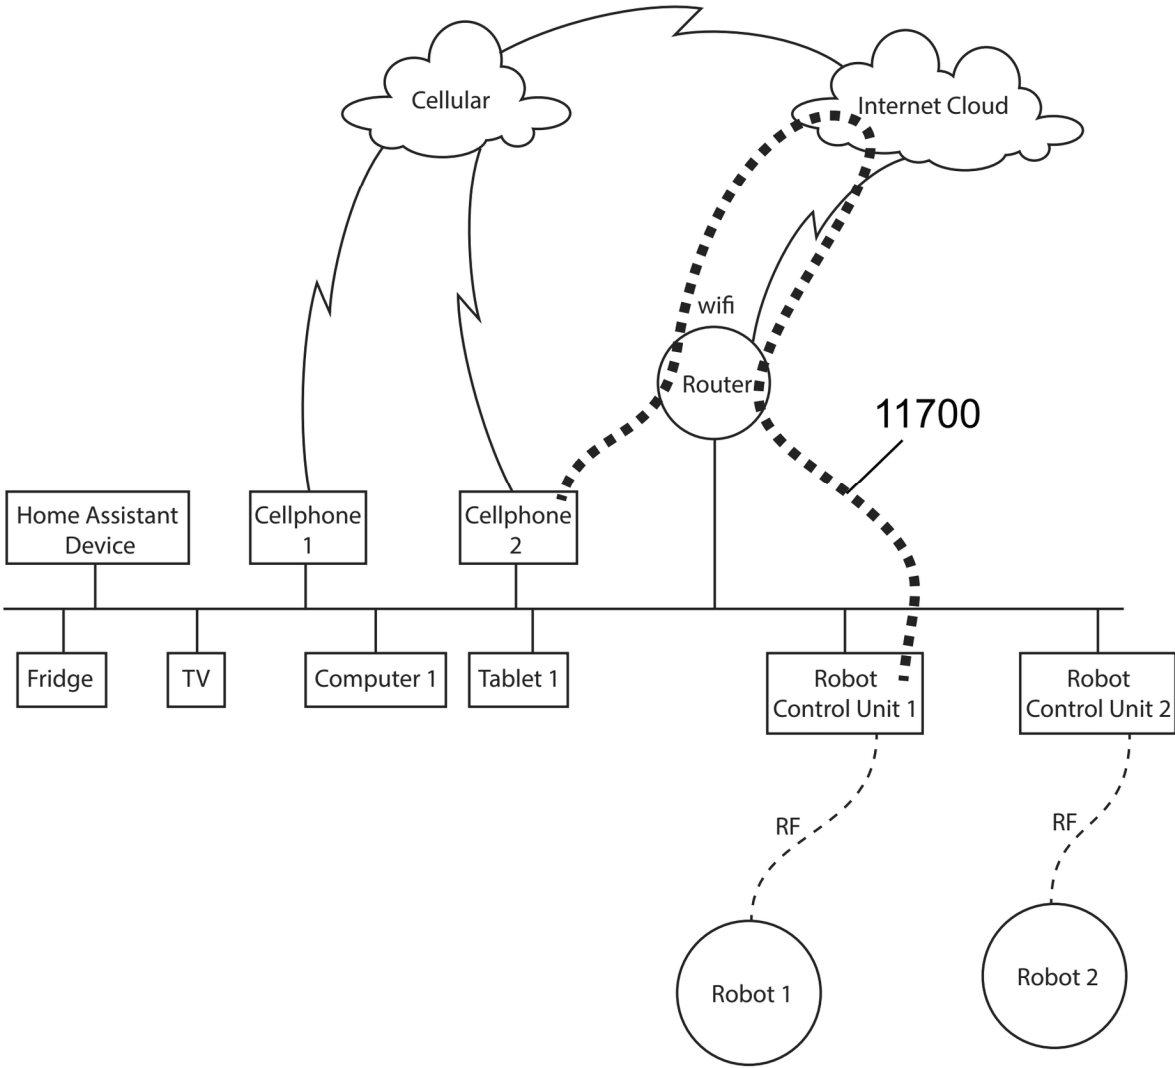 Cellular
Internet Cloud
wifi
Router
11700
Home Assistant
Device
Cellphone
1
Cellphone
2
Fridge
TV
Computer 1
Tablet 1
Robot
Control Unit 1
Robot
Control Unit 2
RF
RF
Robot 1
Robot 2